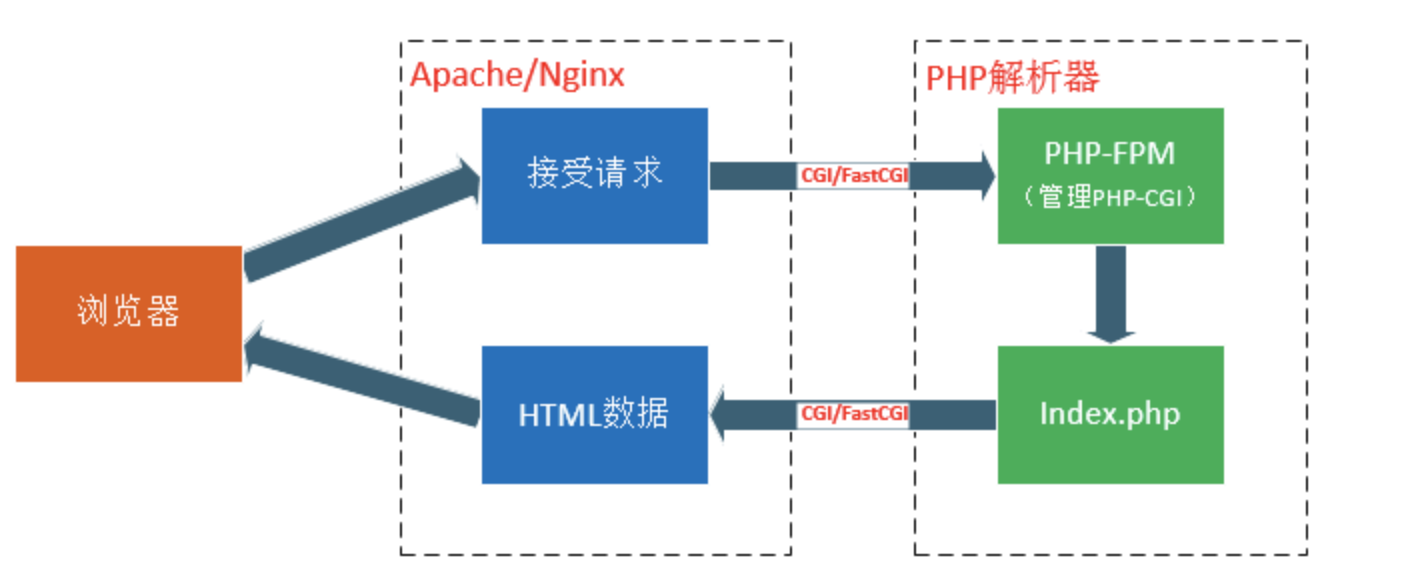 Apache/Nginx
PHP解析器
接受请求
CGI/FastCGI
PHP-FPM
（管理PHP-CGI）
浏览器
HTML数据
CGI/FastCGI
Index.php